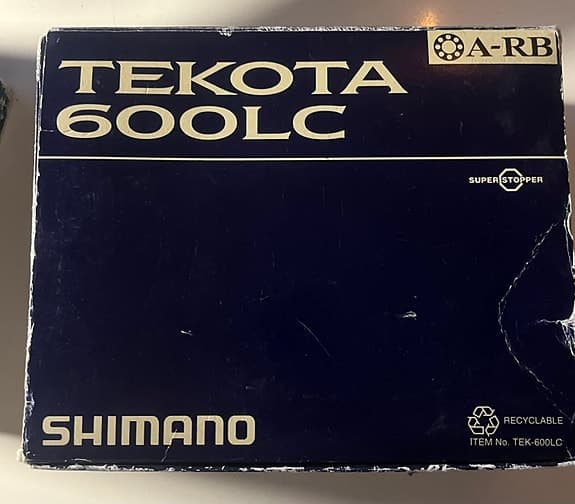 A-RB
TEKOTA
600LC
SUPER STOPPER
SHIMANO
RECYCLABLE
ITEM No. TEK-600LC